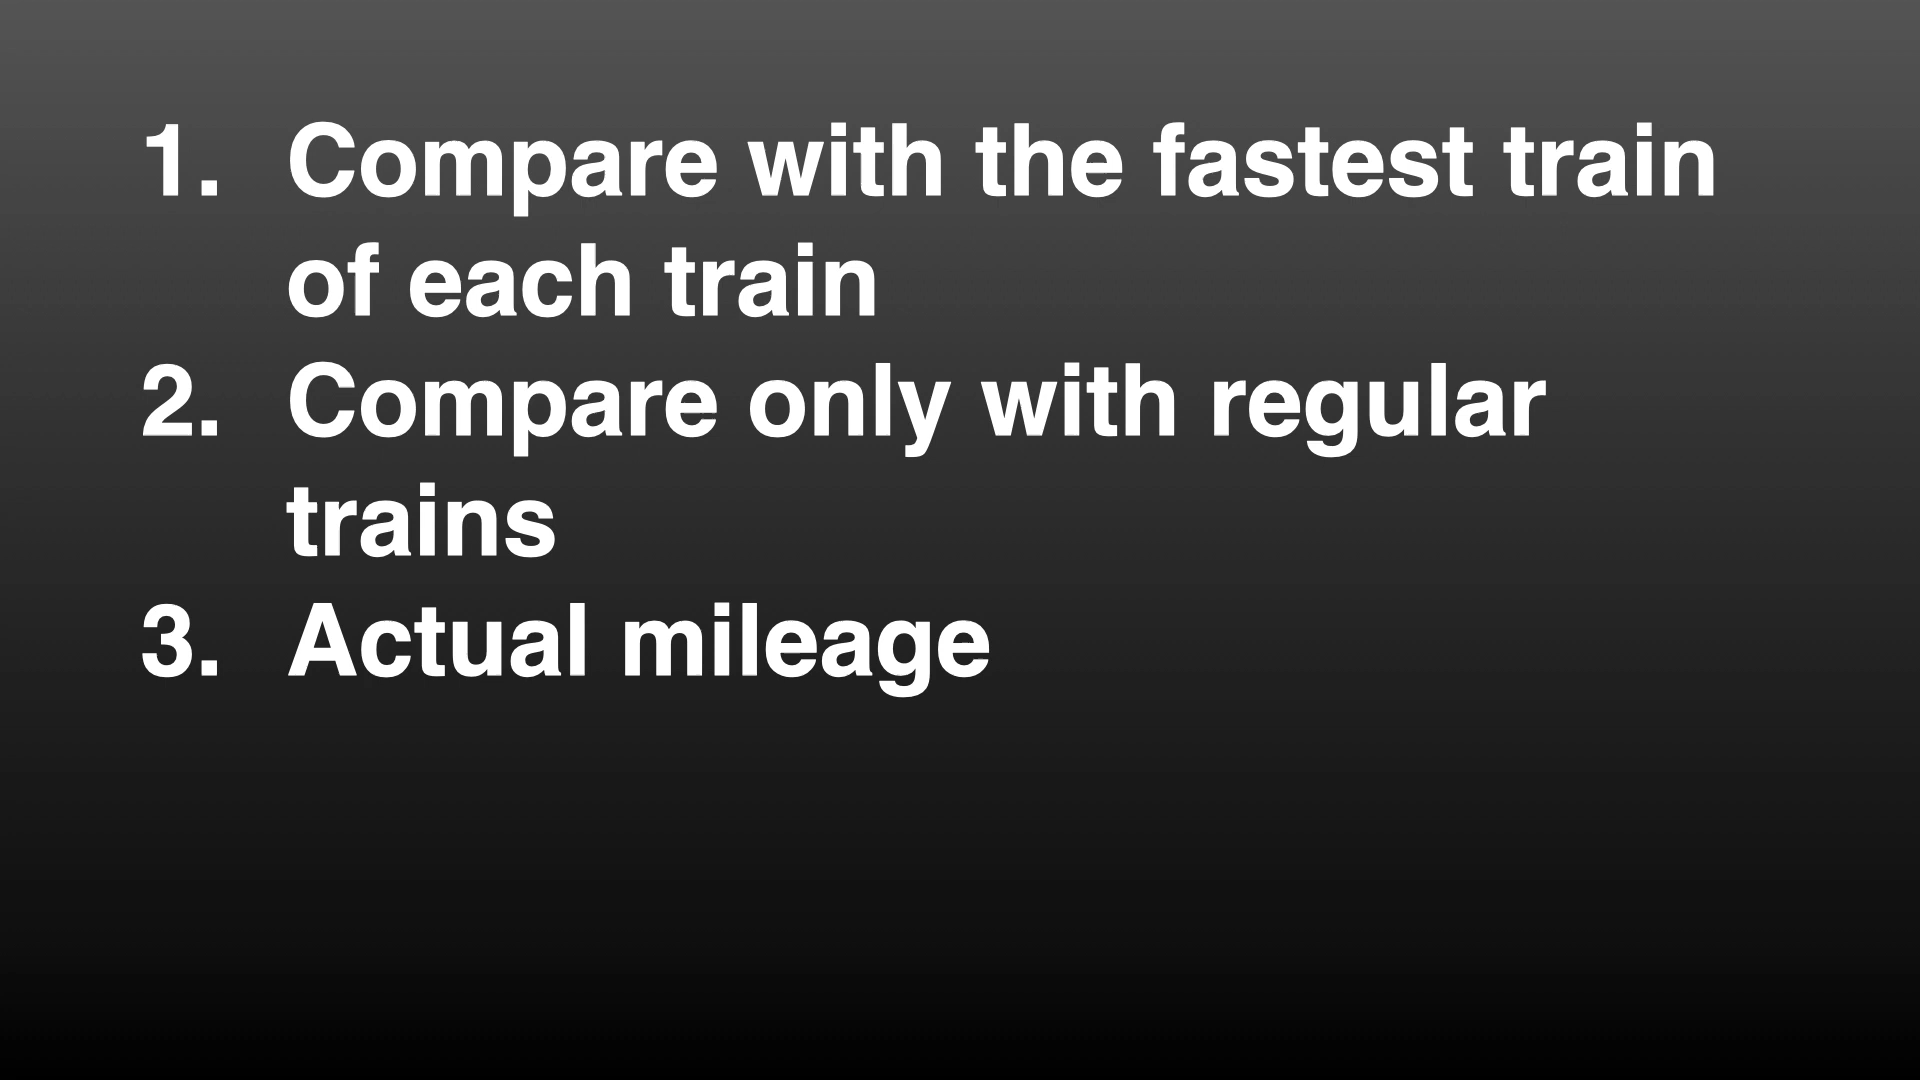 1. Compare with the fastest train
of each train
2. Compare only with regular
trains
3. Actual mileage